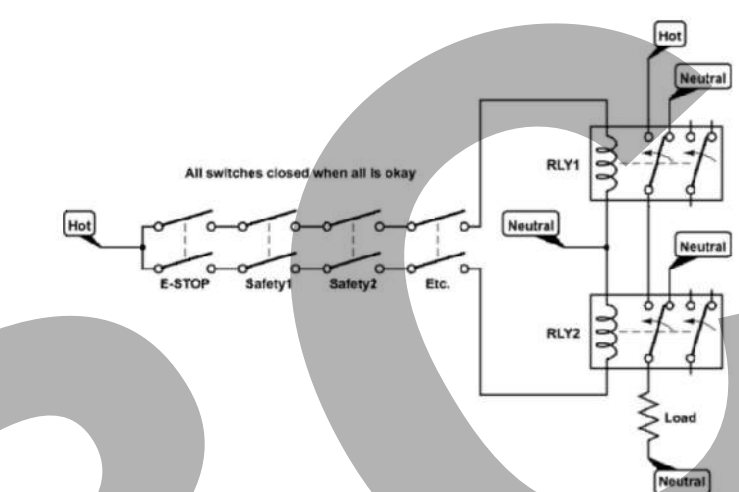 Hot
Neutral
RLY1
All switches closed when all is okay
Hot
Neutral
Neutral
E-STOP Safety1 Safety2 Etc.
RLY2
Load
Neutral